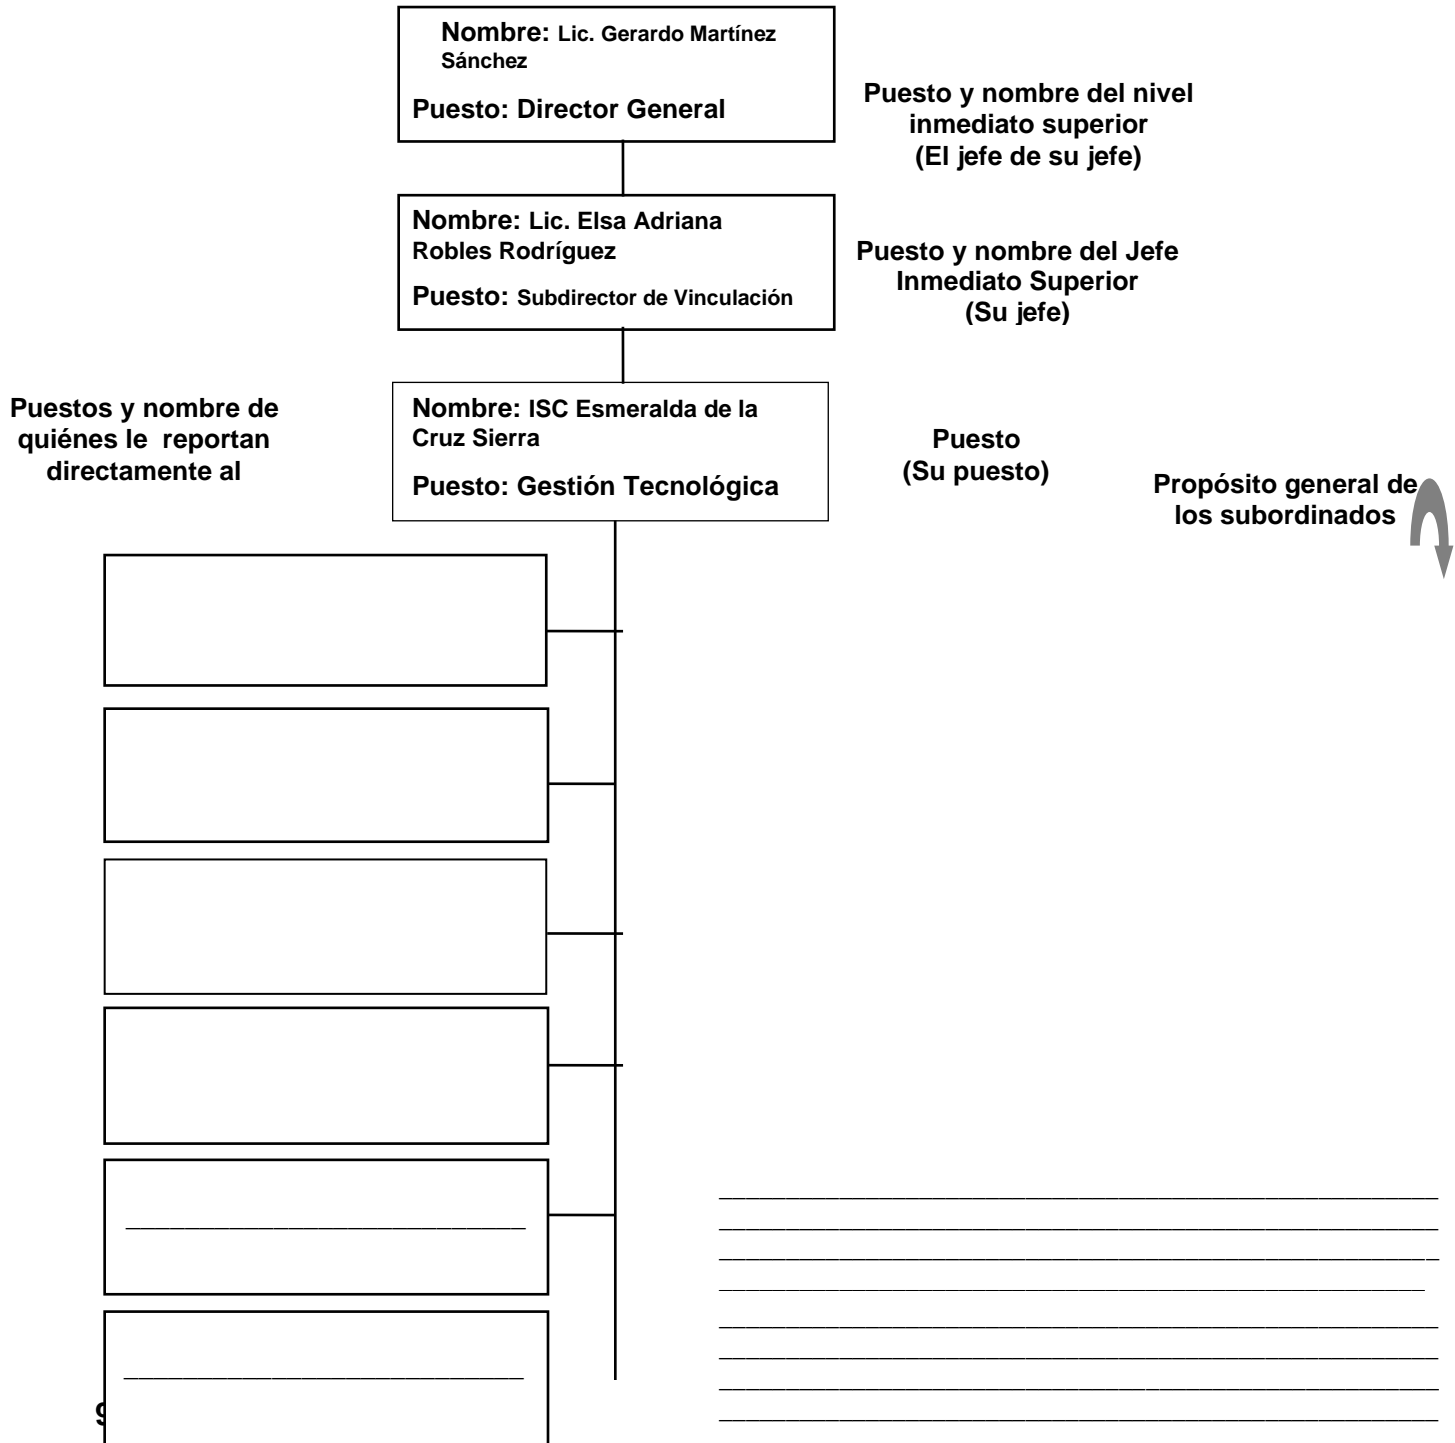 Nombre: Lic. Gerardo Martínez
Sánchez
Puesto: Director General
Puesto y nombre del nivel
inmediato superior
(El jefe de su jefe)
Nombre: Lic. Elsa Adriana
Robles Rodríguez
Puesto: Subdirector de Vinculación
Puesto y nombre del Jefe
Inmediato Superior
(Su jefe)
Puestos y nombre de
quiénes le reportan
directamente al
Nombre: ISC Esmeralda de la
Cruz Sierra
Puesto: Gestión Tecnológica
Puesto
(Su puesto)
Propósito general de
los subordinados